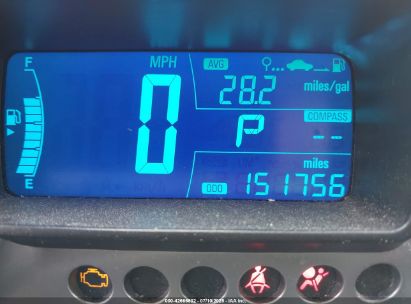 F
MPH
AVG
28.2
miles/gal
0
P
COMPASS
--
miles
E
ODO
151756